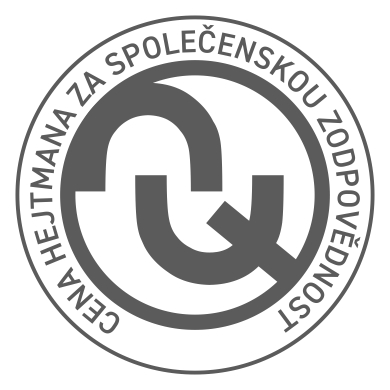 CENA HEJTMANA ZA SPOLEČENSKOU ZODPOVĚDNOST